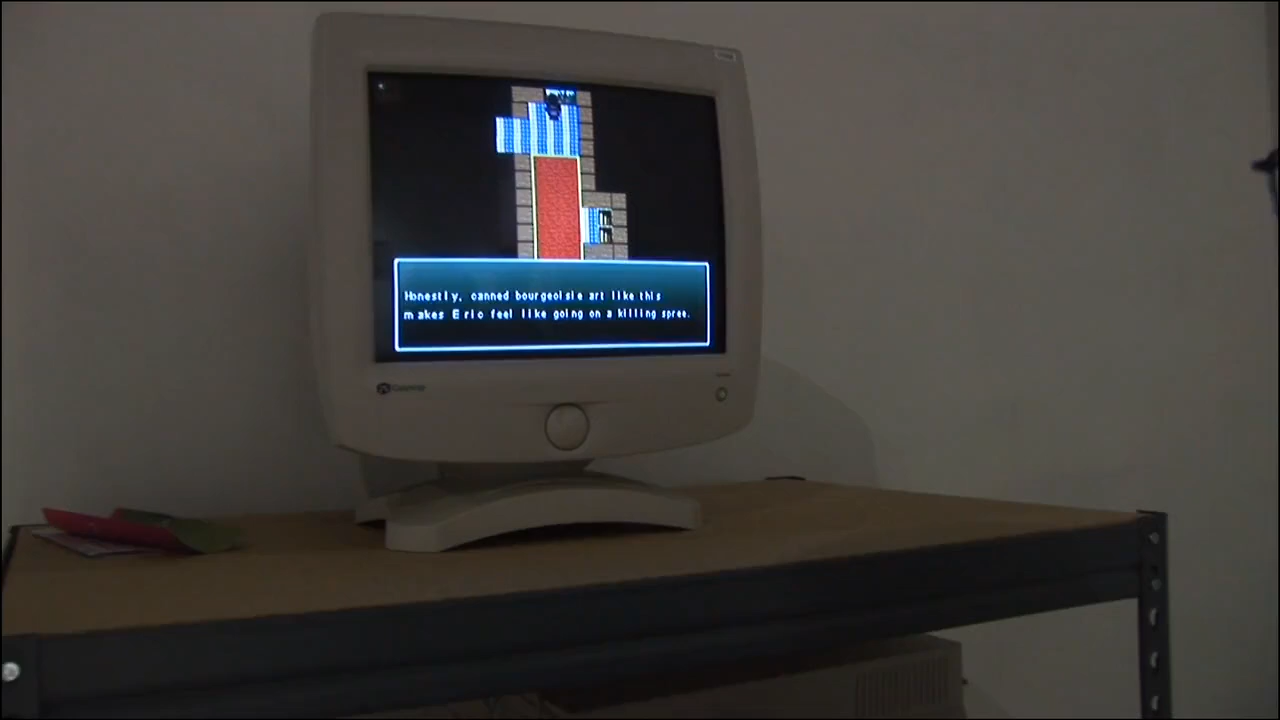 Honestly, canned bourgeoisie art like this
makes Eric feel like going on a killing spree.